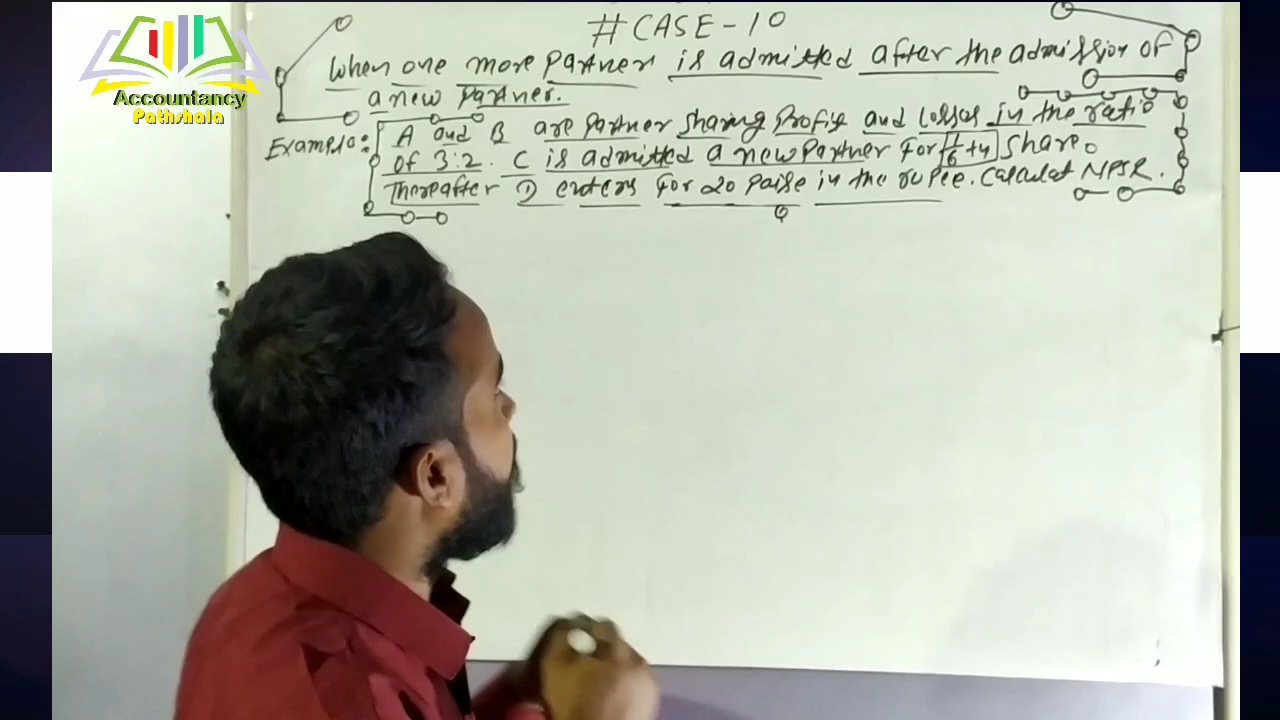 Accountancy
Pathshala
#CASE-10
When one more Partner is admitted after the admission of
a new Partner.
Example:- A and B are Partner sharing Profit and Losses in the ratio
of 3:2. C is admitted a new Partner For 1/6 th share.
Thereafter D enters For 20 Paise in the rupee. Calculat NPSR.